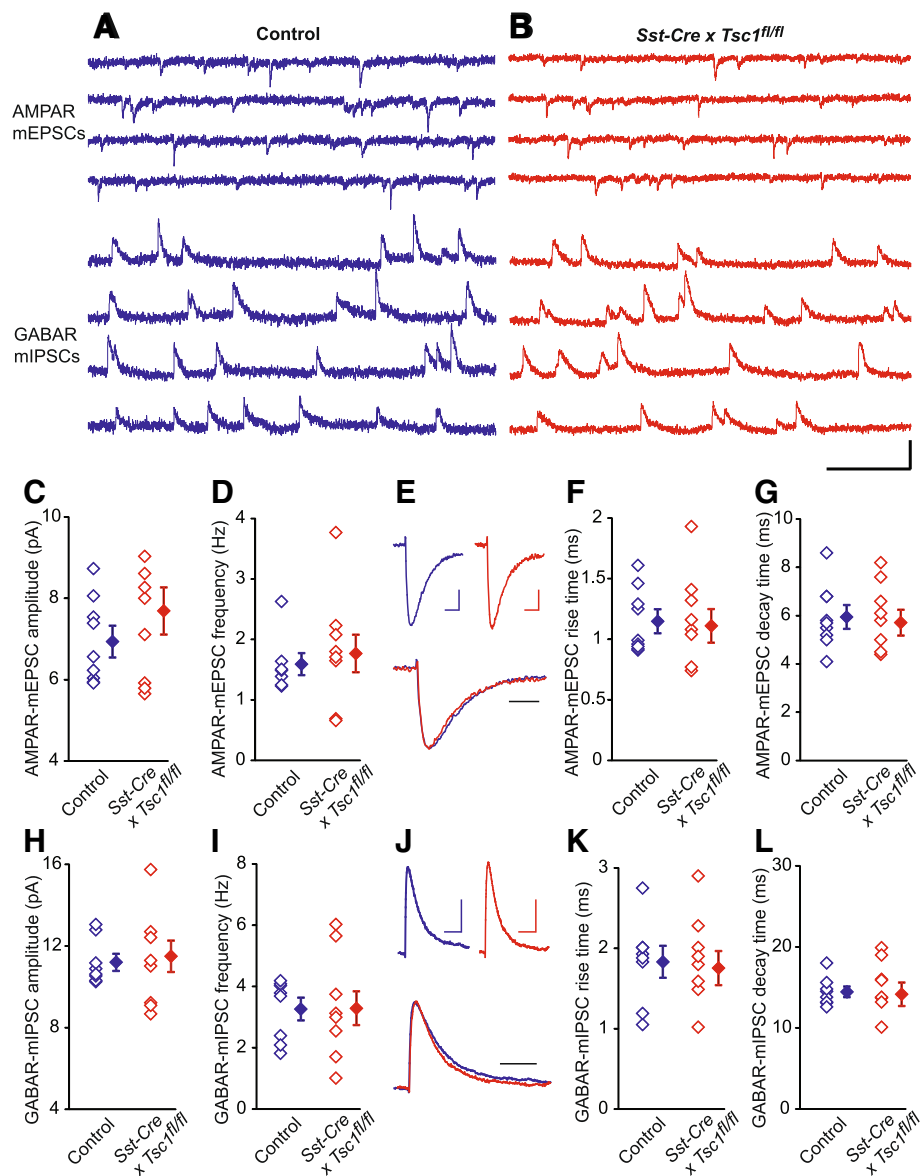 A
Control
B
Sst-Cre x Tsc1fl/fl
AMPAR
mEPSCs
GABAR
mIPSCs
C
AMPAR-mEPSC amplitude (pA)
10
8
6
4
Control
Sst-Cre
x Tsc1fl/fl
D
AMPAR-mEPSC frequency (Hz)
4
3
2
1
0
Control
Sst-Cre
x Tsc1fl/fl
E
F
AMPAR-mEPSC rise time (ms)
2
1.5
1
0.5
0
Control
Sst-Cre
x Tsc1fl/fl
G
AMPAR-mEPSC decay time (ms)
10
8
6
4
2
0
Control
Sst-Cre
x Tsc1fl/fl
H
GABAR-mIPSC amplitude (pA)
16
12
8
4
Control
Sst-Cre
x Tsc1fl/fl
I
GABAR-mIPSC frequency (Hz)
8
6
4
2
0
Control
Sst-Cre
x Tsc1fl/fl
J
K
GABAR-mIPSC rise time (ms)
3
2
1
0
Control
Sst-Cre
x Tsc1fl/fl
L
GABAR-mIPSC decay time (ms)
30
20
10
0
Control
Sst-Cre
x Tsc1fl/fl